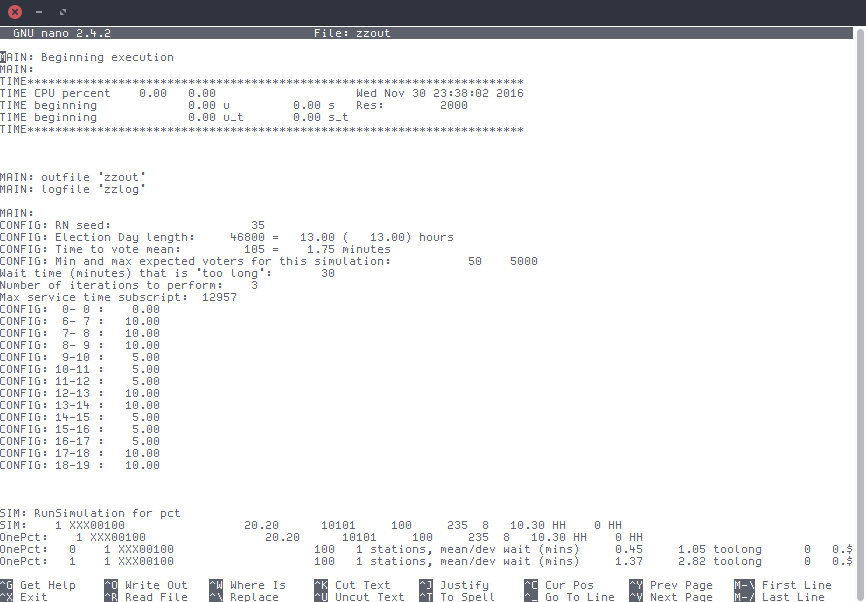 GNU nano 2.4.2 File: zzout
MAIN: Beginning execution
MAIN:
TIME***********************************************************************
TIME CPU percent 0.00 0.00 Wed Nov 30 23:38:02 2016
TIME beginning 0.00 u 0.00 s Res: 2000
TIME beginning 0.00 u_t 0.00 s_t
TIME***********************************************************************
MAIN: outfile "zzout"
MAIN: logfile "zzlog"
MAIN:
CONFIG: RN seed: 35
CONFIG: Election Day length: 46800 = 13.00 ( 13.00) hours
CONFIG: Time to vote mean: 105 = 1.75 minutes
CONFIG: Min and max expected voters for this simulation: 50 5000
Wait time (minutes) that is "too long": 30
Number of iterations to perform: 3
Max service time subscript: 12957
CONFIG: 0- 0 : 0.00
CONFIG: 6- 7 : 10.00
CONFIG: 7- 8 : 10.00
CONFIG: 8- 9 : 10.00
CONFIG: 9-10 : 5.00
CONFIG: 10-11 : 5.00
CONFIG: 11-12 : 5.00
CONFIG: 12-13 : 10.00
CONFIG: 13-14 : 10.00
CONFIG: 14-15 : 5.00
CONFIG: 15-16 : 5.00
CONFIG: 16-17 : 5.00
CONFIG: 17-18 : 10.00
CONFIG: 18-19 : 10.00
SIM: RunSimulation for pct
SIM: 1 XXX00100 20.20 10101 100 235 8 10.30 HH 0 HH
OnePct: 1 XXX00100 20.20 10101 100 235 8 10.30 HH 0 HH
OnePct: 0 1 XXX00100 100 1 stations, mean/dev wait (mins) 0.45 1.05 toolong 0 0.$
OnePct: 1 1 XXX00100 100 1 stations, mean/dev wait (mins) 1.37 2.82 toolong 0 0.$
^G Get Help ^O Write Out ^W Where Is ^K Cut Text ^J Justify ^C Cur Pos ^Y Prev Page M-\ First Line
^X Exit ^R Read File ^\ Replace ^U Uncut Text ^T To Spell ^_ Go To Line ^V Next Page M-/ Last Line